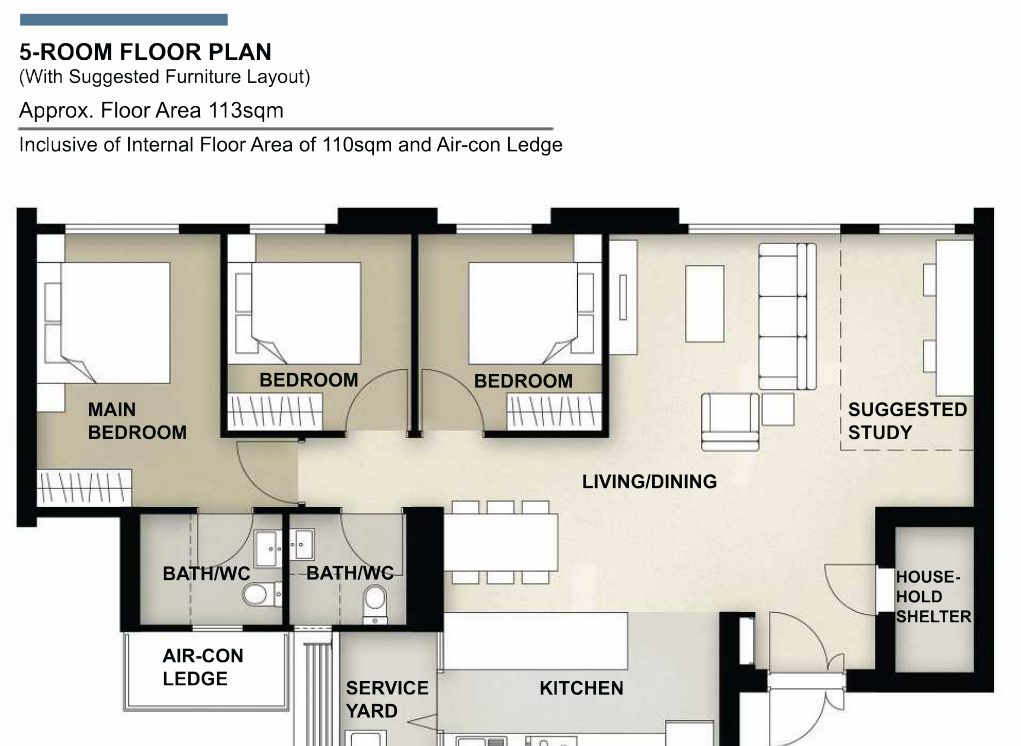 5-ROOM FLOOR PLAN
(With Suggested Furniture Layout)
Approx. Floor Area 113sqm
Inclusive of Internal Floor Area of 110sqm and Air-con Ledge
BEDROOM
BEDROOM
MAIN
BEDROOM
SUGGESTED
STUDY
LIVING/DINING
BATH/WC
BATH/WC
HOUSE-
HOLD
SHELTER
AIR-CON
LEDGE
SERVICE
YARD
KITCHEN